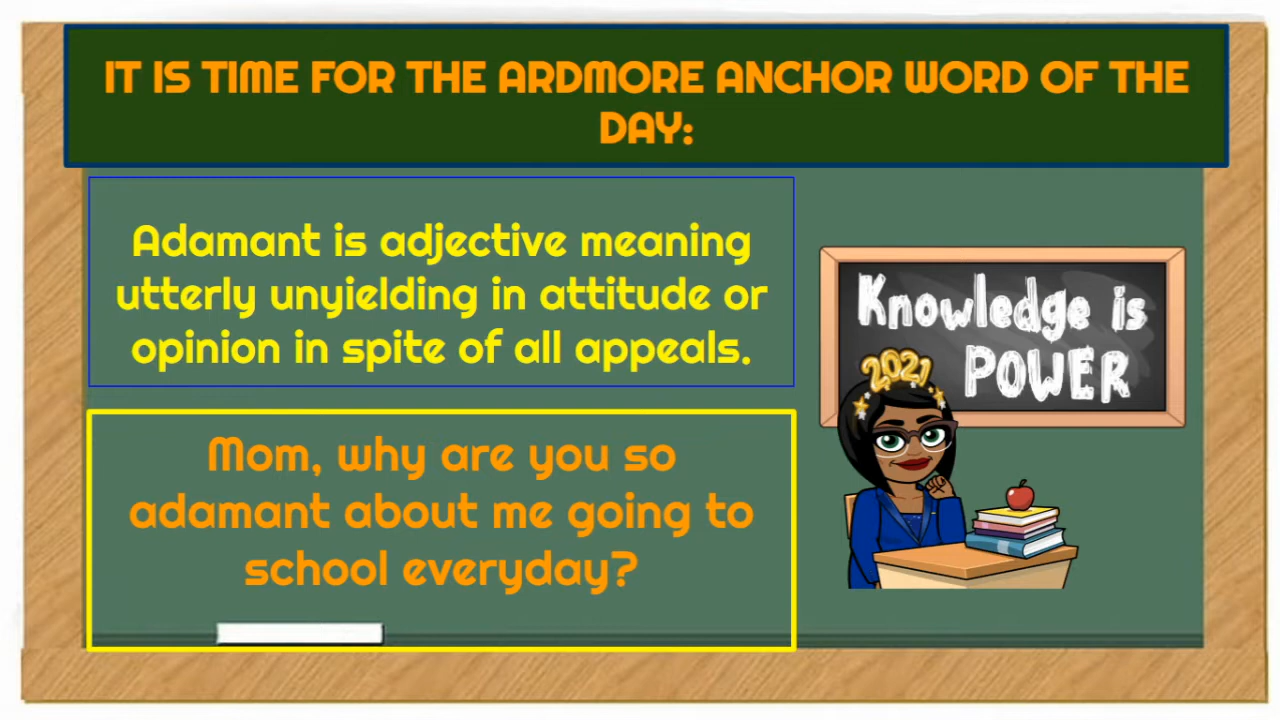 IT IS TIME FOR THE ARDMORE ANCHOR WORD OF THE
DAY:
Adamant is adjective meaning
utterly unyielding in attitude or
opinion in spite of all appeals.
Mom, why are you so
adamant about me going to
school everyday?
Knowledge is
POWER
2021